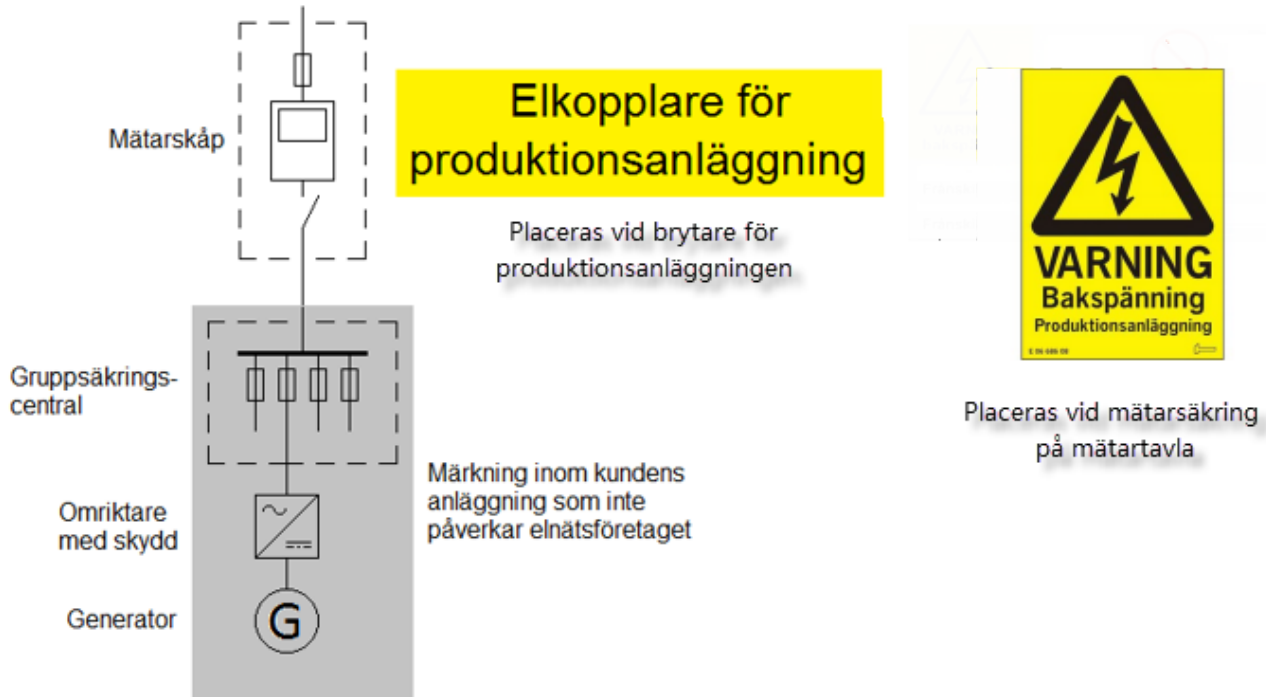 Mätarskåp
Elkopplare för
produktionsanläggning
Placeras vid brytare för
produktionsanläggningen
VARNING
Bakspänning
Produktionsanläggning
Placeras vid mätarsäkring
på mätartavla
Gruppsäkrings-
central
Märkning inom kundens
anläggning som inte
påverkar elnätsföretaget
Omriktare
med skydd
Generator
G